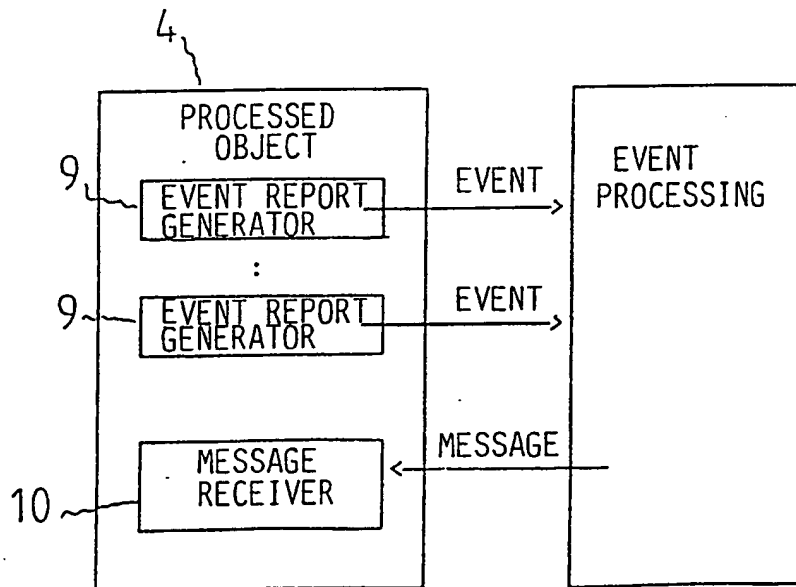 4
PROCESSED
OBJECT
9
EVENT REPORT
GENERATOR
EVENT
EVENT
PROCESSING
:
9
EVENT REPORT
GENERATOR
EVENT
MESSAGE
RECEIVER
MESSAGE
10